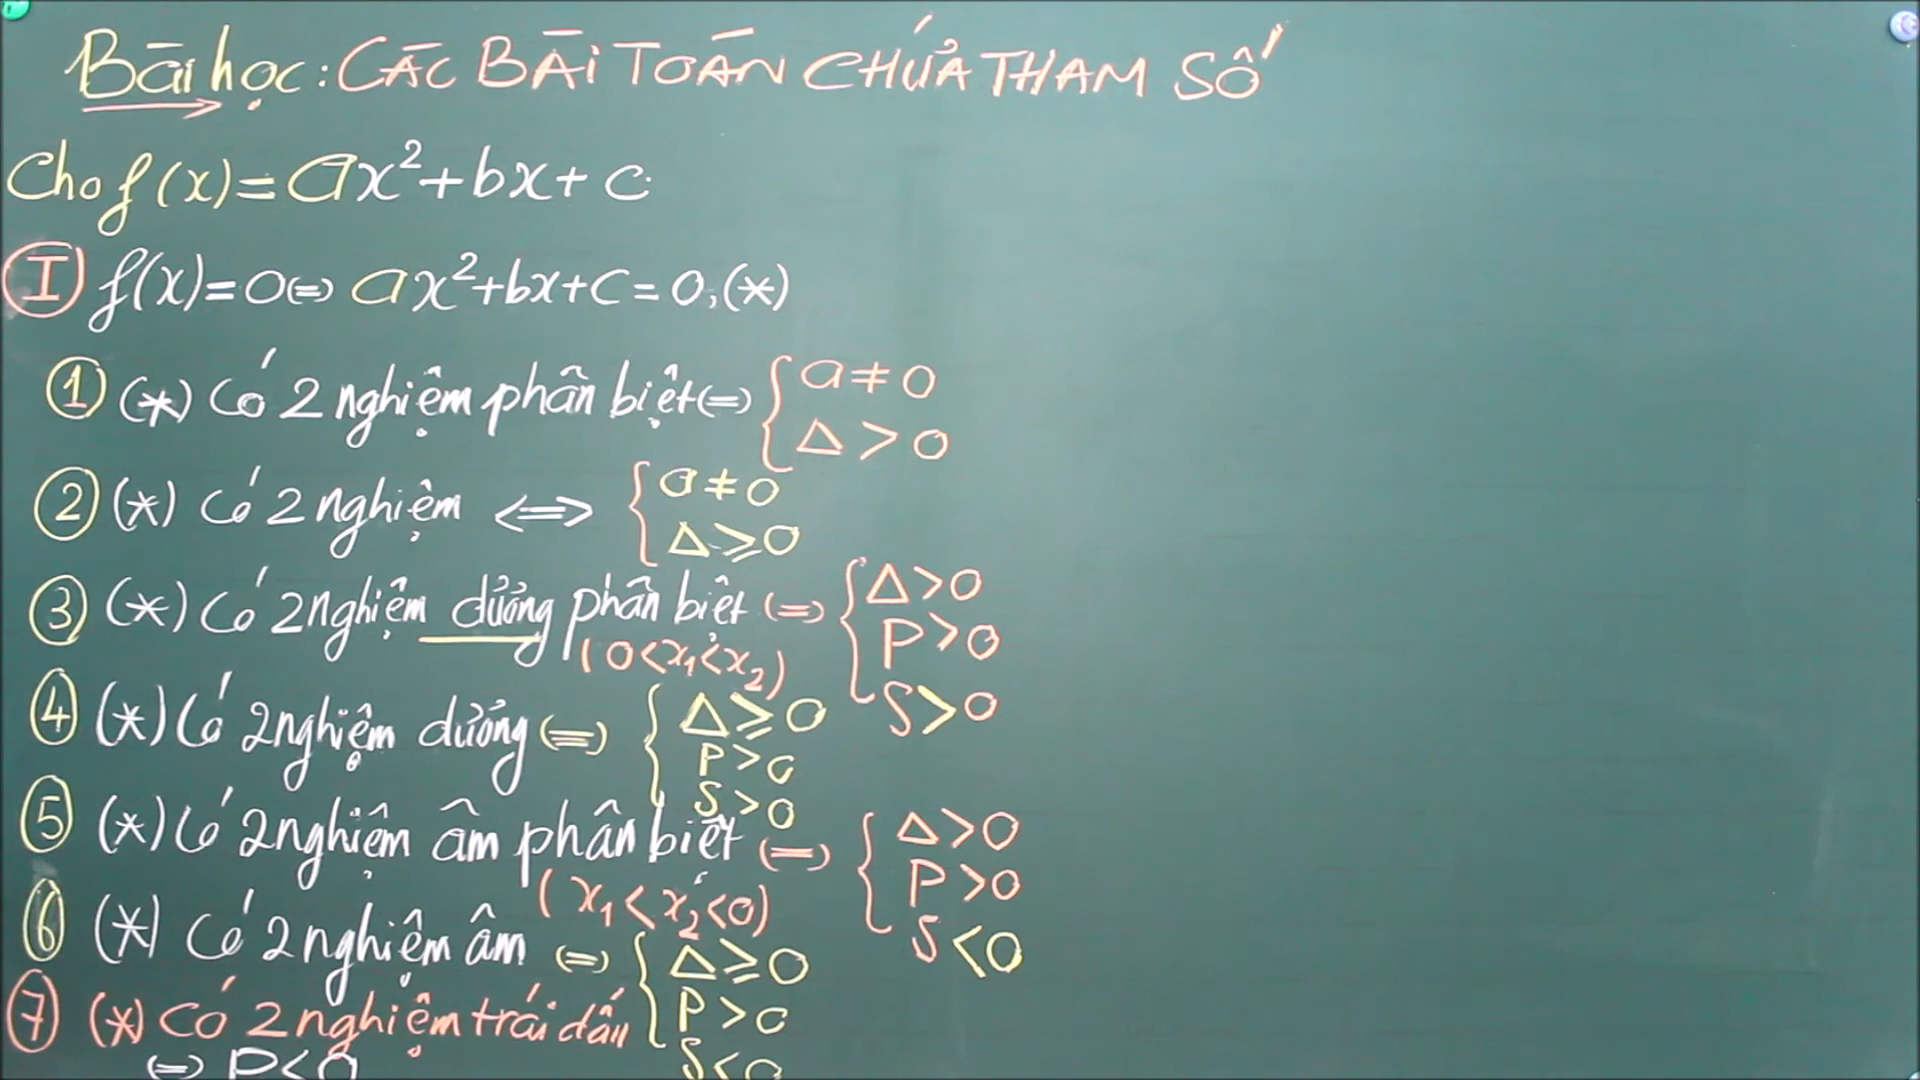 Bài học: CÁC BÀI TOÁN CHỨA THAM SỐ
Cho f(x) = ax² + bx + c
I f(x) = 0 ⇔ ax² + bx + c = 0, (*)
1 (*) Có 2 nghiệm phân biệt ⇔ { a ≠ 0
Δ > 0
2 (*) Có 2 nghiệm ⇔ { a ≠ 0
Δ ≥ 0
3 (*) Có 2 nghiệm dương phân biệt ⇔ { Δ > 0
P > 0
S > 0
(0 < x₁ < x₂)
4 (*) Có 2 nghiệm dương ⇔ { Δ ≥ 0
P > 0
S > 0
5 (*) Có 2 nghiệm âm phân biệt ⇔ { Δ > 0
P > 0
S < 0
(x₁ < x₂ < 0)
6 (*) Có 2 nghiệm âm ⇔ { Δ ≥ 0
P > 0
S < 0
7 (*) Có 2 nghiệm trái dấu
⇔ P < 0